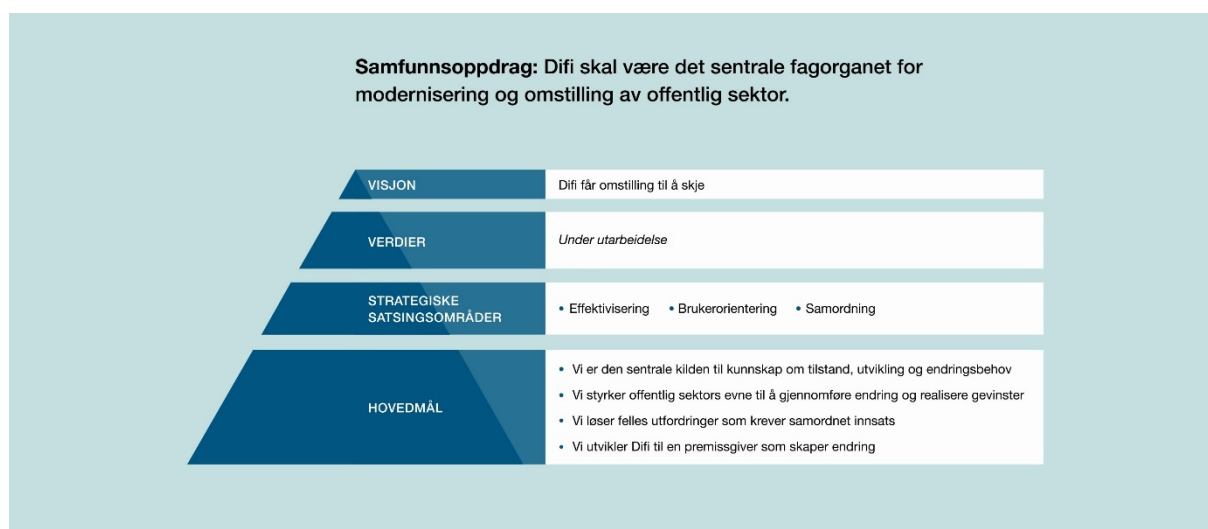 Samfunnsoppdrag: Difi skal være det sentrale fagorganet for
modernisering og omstilling av offentlig sektor.
VISJON
Difi får omstilling til å skje
VERDIER
Under utarbeidelse
STRATEGISKE
SATSINGSOMRÅDER
• Effektivisering • Brukerorientering • Samordning
HOVEDMÅL
• Vi er den sentrale kilden til kunnskap om tilstand, utvikling og endringsbehov
• Vi styrker offentlig sektors evne til å gjennomføre endring og realisere gevinster
• Vi løser felles utfordringer som krever samordnet innsats
• Vi utvikler Difi til en premissgiver som skaper endring